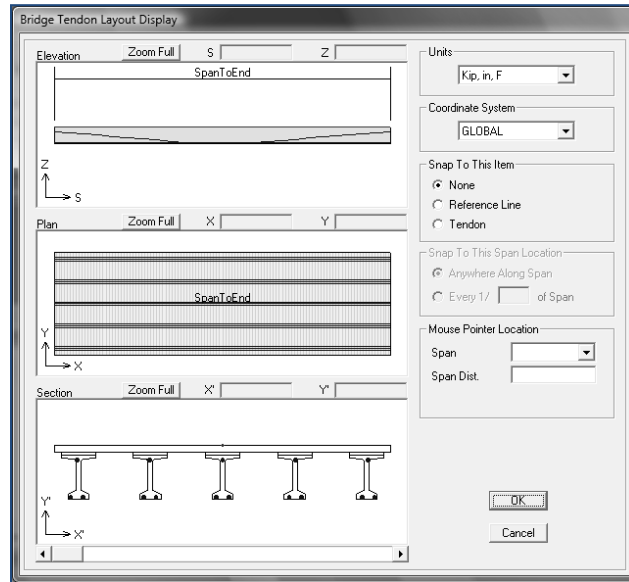 Bridge Tendon Layout Display
Elevation
Zoom Full
S
Z
SpanToEnd
Z
S
Plan
Zoom Full
X
Y
SpanToEnd
Y
X
Section
Zoom Full
X'
Y'
Y'
X'
Units
Kip, in, F
Coordinate System
GLOBAL
Snap To This Item
None
Reference Line
Tendon
Snap To This Span Location
Anywhere Along Span
Every 1/ of Span
Mouse Pointer Location
Span
Span Dist.
OK
Cancel